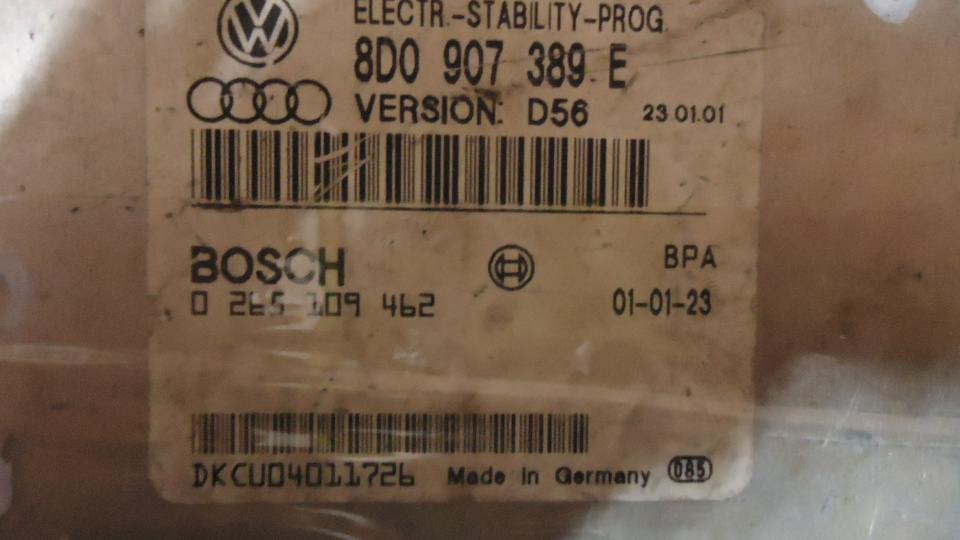 ELECTR.-STABILITY-PROG.
8D0 907 389 E
VERSION: D56 23.01.01
BOSCH BPA
0 265 109 462 01-01-23
DKCU04011726 Made in Germany 085